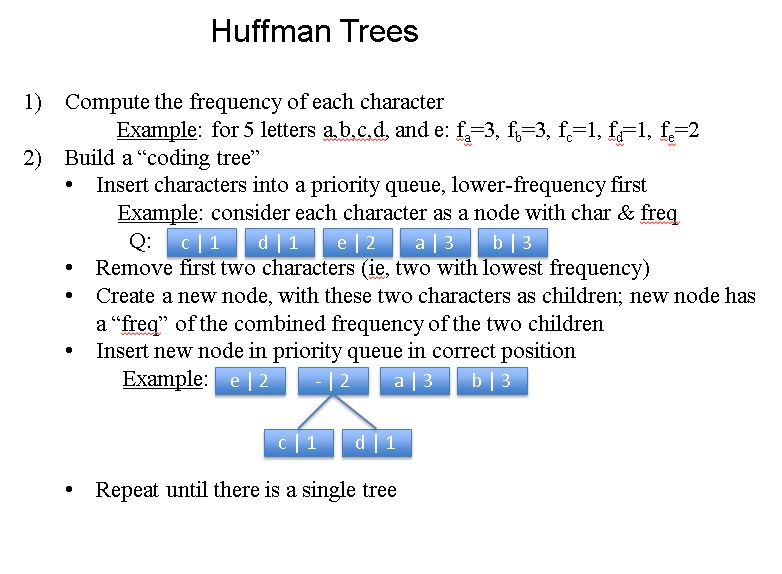 Huffman Trees
1) Compute the frequency of each character
Example: for 5 letters a,b,c,d, and e: fa=3, fb=3, fc=1, fd=1, fe=2
2) Build a “coding tree”
• Insert characters into a priority queue, lower-frequency first
Example: consider each character as a node with char & freq
Q: c | 1 d | 1 e | 2 a | 3 b | 3
• Remove first two characters (ie, two with lowest frequency)
• Create a new node, with these two characters as children; new node has
a “freq” of the combined frequency of the two children
• Insert new node in priority queue in correct position
Example: e | 2 - | 2 a | 3 b | 3
c | 1 d | 1
• Repeat until there is a single tree